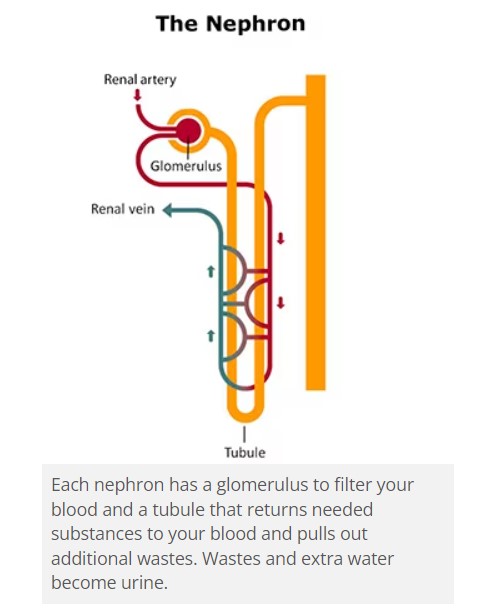 The Nephron
Renal artery
Glomerulus
Renal vein
Tubule
Each nephron has a glomerulus to filter your
blood and a tubule that returns needed
substances to your blood and pulls out
additional wastes. Wastes and extra water
become urine.